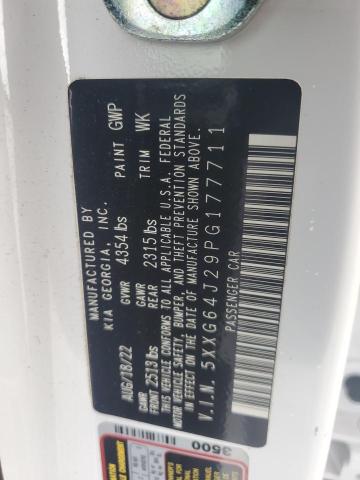 MANUFACTURED BY
KIA GEORGIA, INC.
PAINT GWP
AUG/18/22 GVWR 4354 lbs
GAWR FRONT 2513 lbs GAWR REAR 2315 lbs TRIM WK
THIS VEHICLE CONFORMS TO ALL APPLICABLE U.S.A. FEDERAL
MOTOR VEHICLE SAFETY, BUMPER, AND THEFT PREVENTION STANDARDS
IN EFFECT ON THE DATE OF MANUFACTURE SHOWN ABOVE.
V.I.N. 5XXG64J29PG177711
PASSENGER CAR
3500